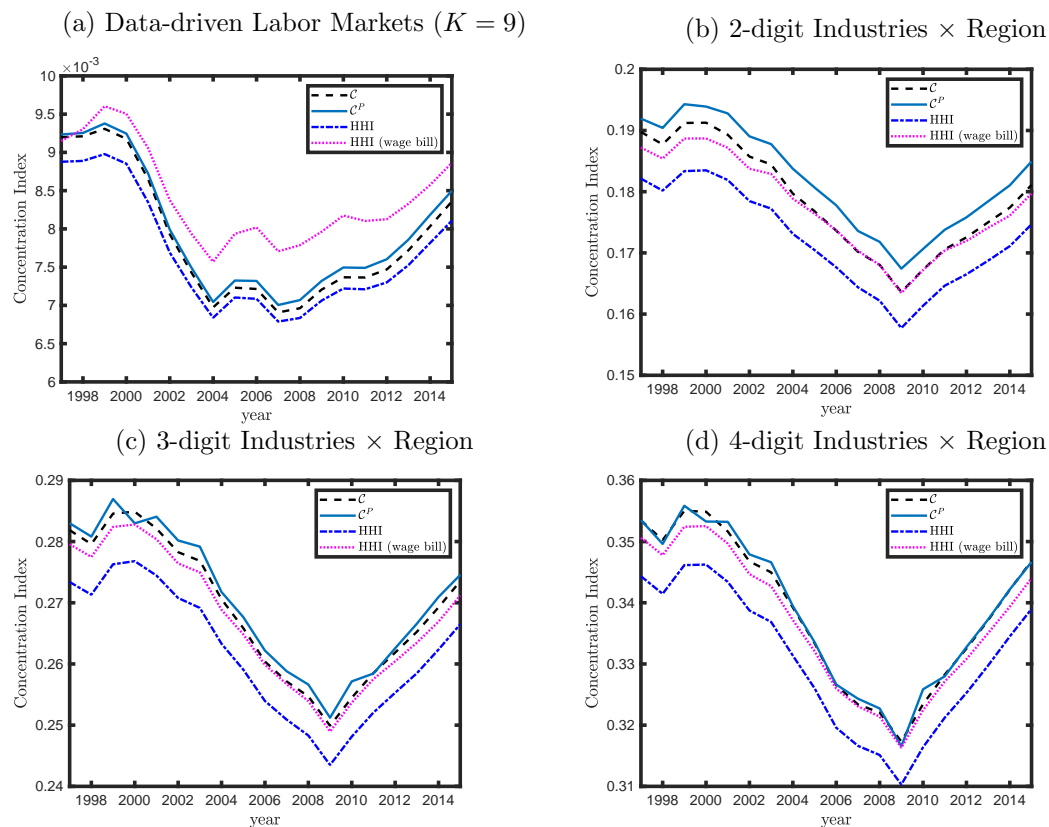 (a) Data-driven Labor Markets (K = 9)
×10⁻³
10
9.5
9
8.5
8
7.5
7
6.5
6
Concentration Index
1998 2000 2002 2004 2006 2008 2010 2012 2014
year
C
C^P
HHI
HHI (wage bill)
(b) 2-digit Industries × Region
0.2
0.19
0.18
0.17
0.16
0.15
Concentration Index
1998 2000 2002 2004 2006 2008 2010 2012 2014
year
C
C^P
HHI
HHI (wage bill)
(c) 3-digit Industries × Region
0.29
0.28
0.27
0.26
0.25
0.24
Concentration Index
1998 2000 2002 2004 2006 2008 2010 2012 2014
year
C
C^P
HHI
HHI (wage bill)
(d) 4-digit Industries × Region
0.36
0.35
0.34
0.33
0.32
0.31
Concentration Index
1998 2000 2002 2004 2006 2008 2010 2012 2014
year
C
C^P
HHI
HHI (wage bill)